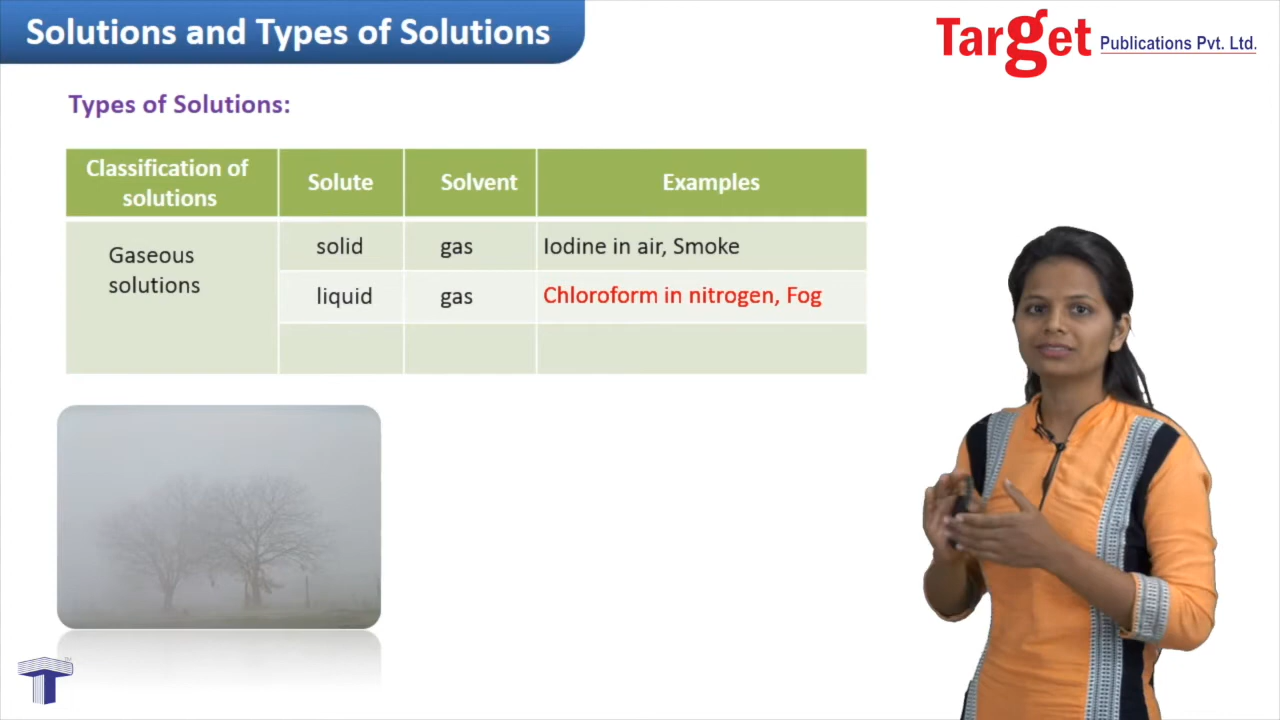 Solutions and Types of Solutions
Target Publications Pvt. Ltd.
Types of Solutions:
Classification of
solutions
Solute
Solvent
Examples
Gaseous
solutions
solid
gas
Iodine in air, Smoke
liquid
gas
Chloroform in nitrogen, Fog